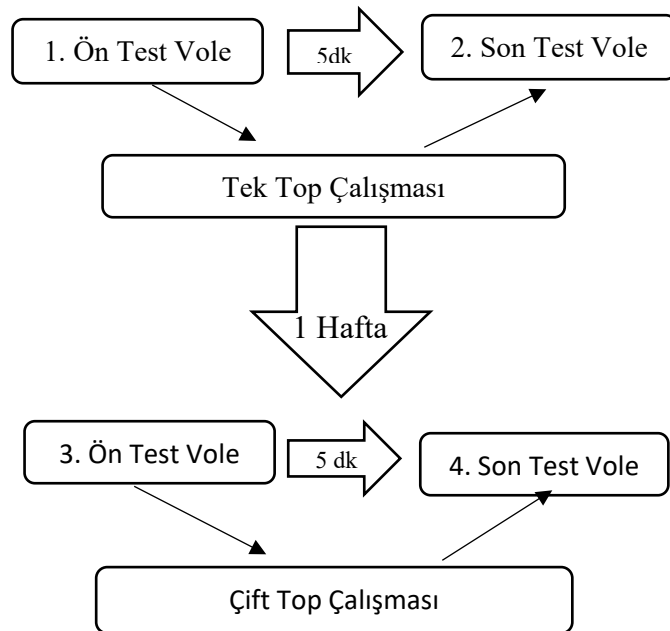 1. Ön Test Vole
5dk
2. Son Test Vole
Tek Top Çalışması
1 Hafta
3. Ön Test Vole
5 dk
4. Son Test Vole
Çift Top Çalışması